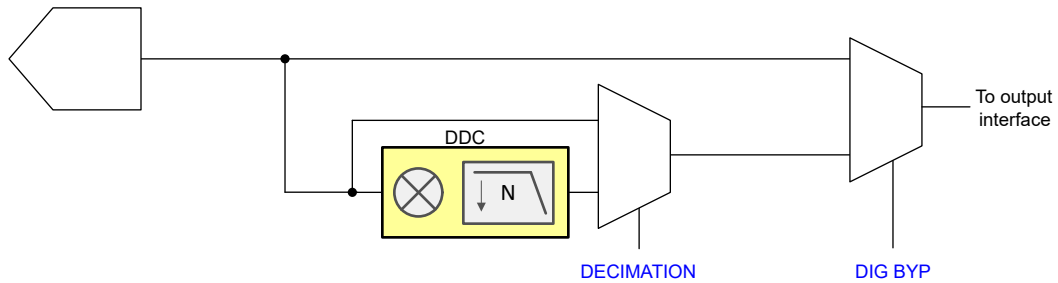 To output
interface
DDC
N
DECIMATION
DIG BYP